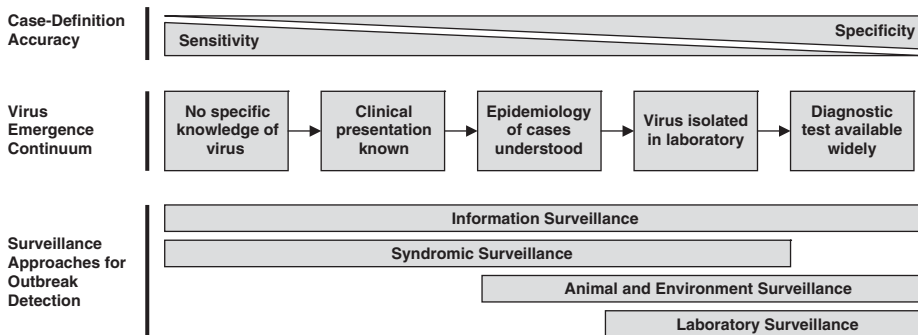 Case-Definition
Accuracy
Sensitivity
Specificity
Virus
Emergence
Continuum
No specific
knowledge of
virus
Clinical
presentation
known
Epidemiology
of cases
understood
Virus isolated
in laboratory
Diagnostic
test available
widely
Surveillance
Approaches for
Outbreak
Detection
Information Surveillance
Syndromic Surveillance
Animal and Environment Surveillance
Laboratory Surveillance